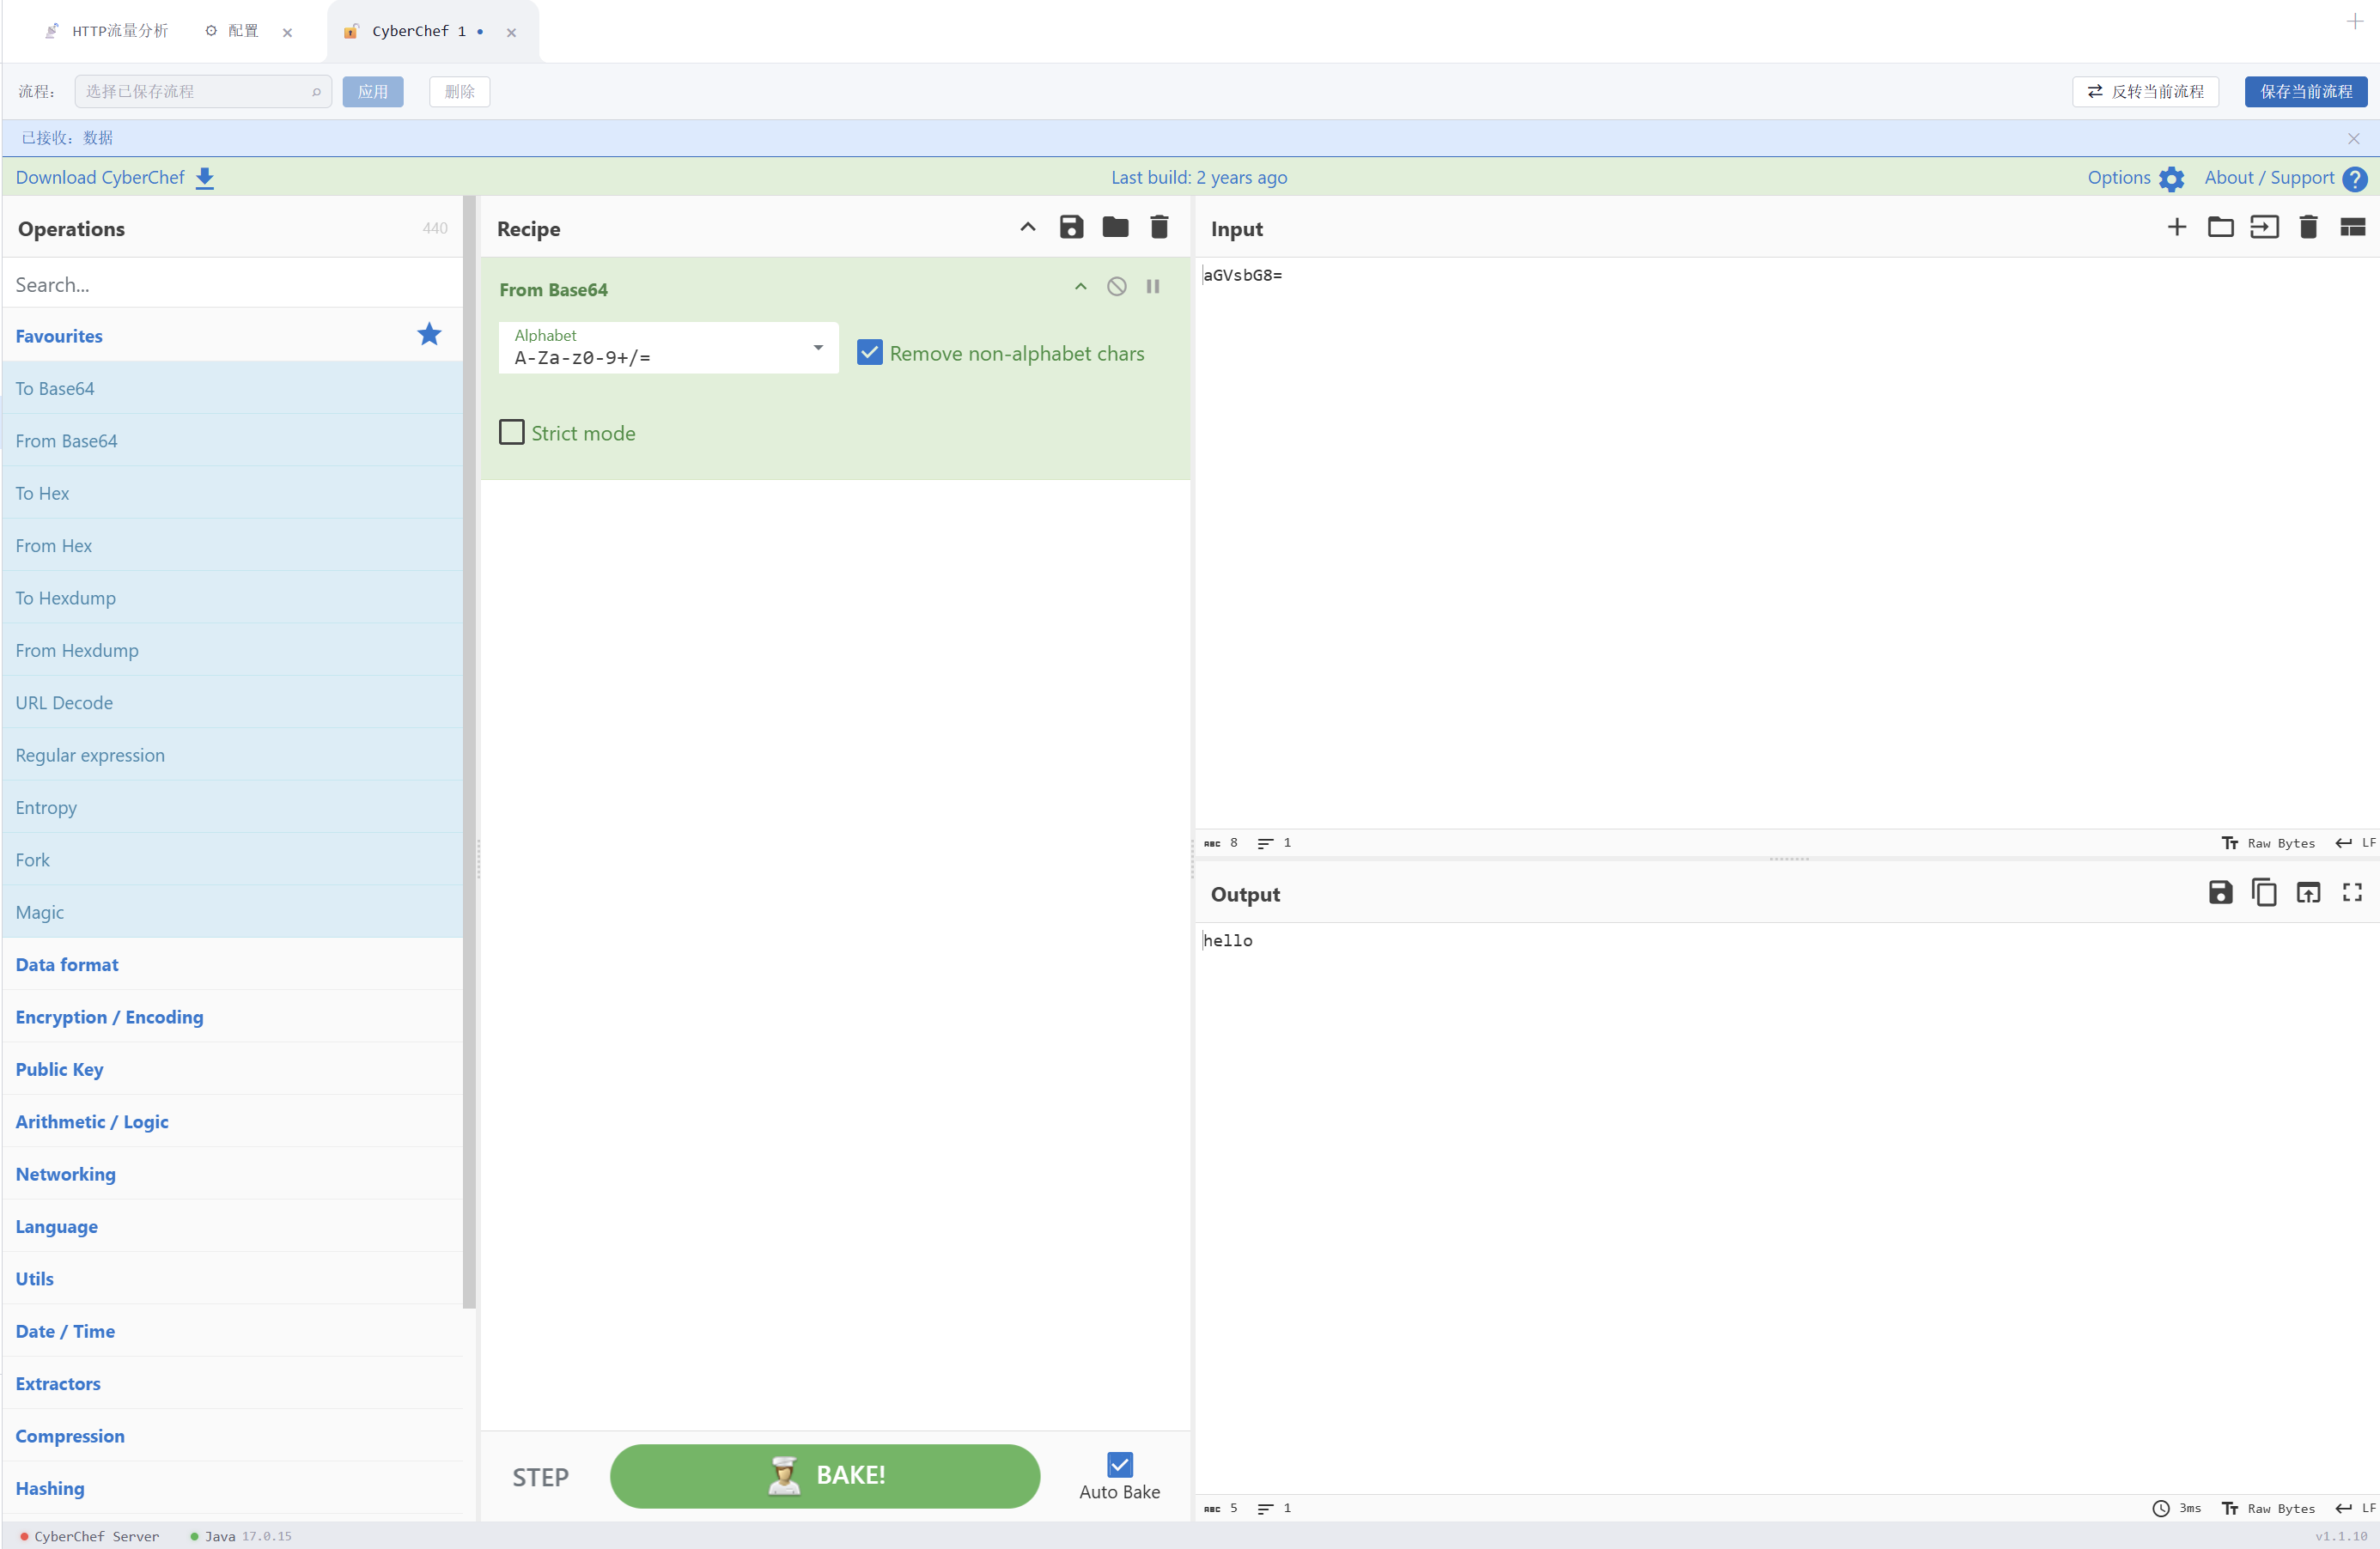 HTTP流量分析
配置
CyberChef 1
流程:
选择已保存流程
应用
删除
反转当前流程
保存当前流程
已接收: 数据
Download CyberChef
Last build: 2 years ago
Options
About / Support
Operations
440
Search...
Favourites
To Base64
From Base64
To Hex
From Hex
To Hexdump
From Hexdump
URL Decode
Regular expression
Entropy
Fork
Magic
Data format
Encryption / Encoding
Public Key
Arithmetic / Logic
Networking
Language
Utils
Date / Time
Extractors
Compression
Hashing
Recipe
From Base64
Alphabet
A-Za-z0-9+/=
Remove non-alphabet chars
Strict mode
STEP
BAKE!
Auto Bake
Input
aGVsbG8=
ABC 8 1
Tт Raw Bytes LF
Output
hello
ABC 5 1
3ms Tт Raw Bytes LF
CyberChef Server
Java 17.0.15
v1.1.10